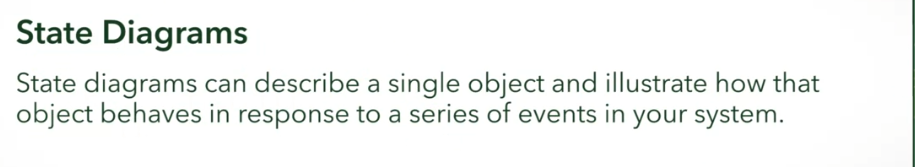 State Diagrams
State diagrams can describe a single object and illustrate how that
object behaves in response to a series of events in your system.